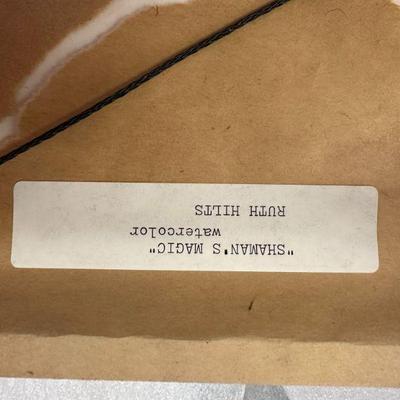 "SHAMAN'S MAGIC"
watercolor
RUTH HILTS